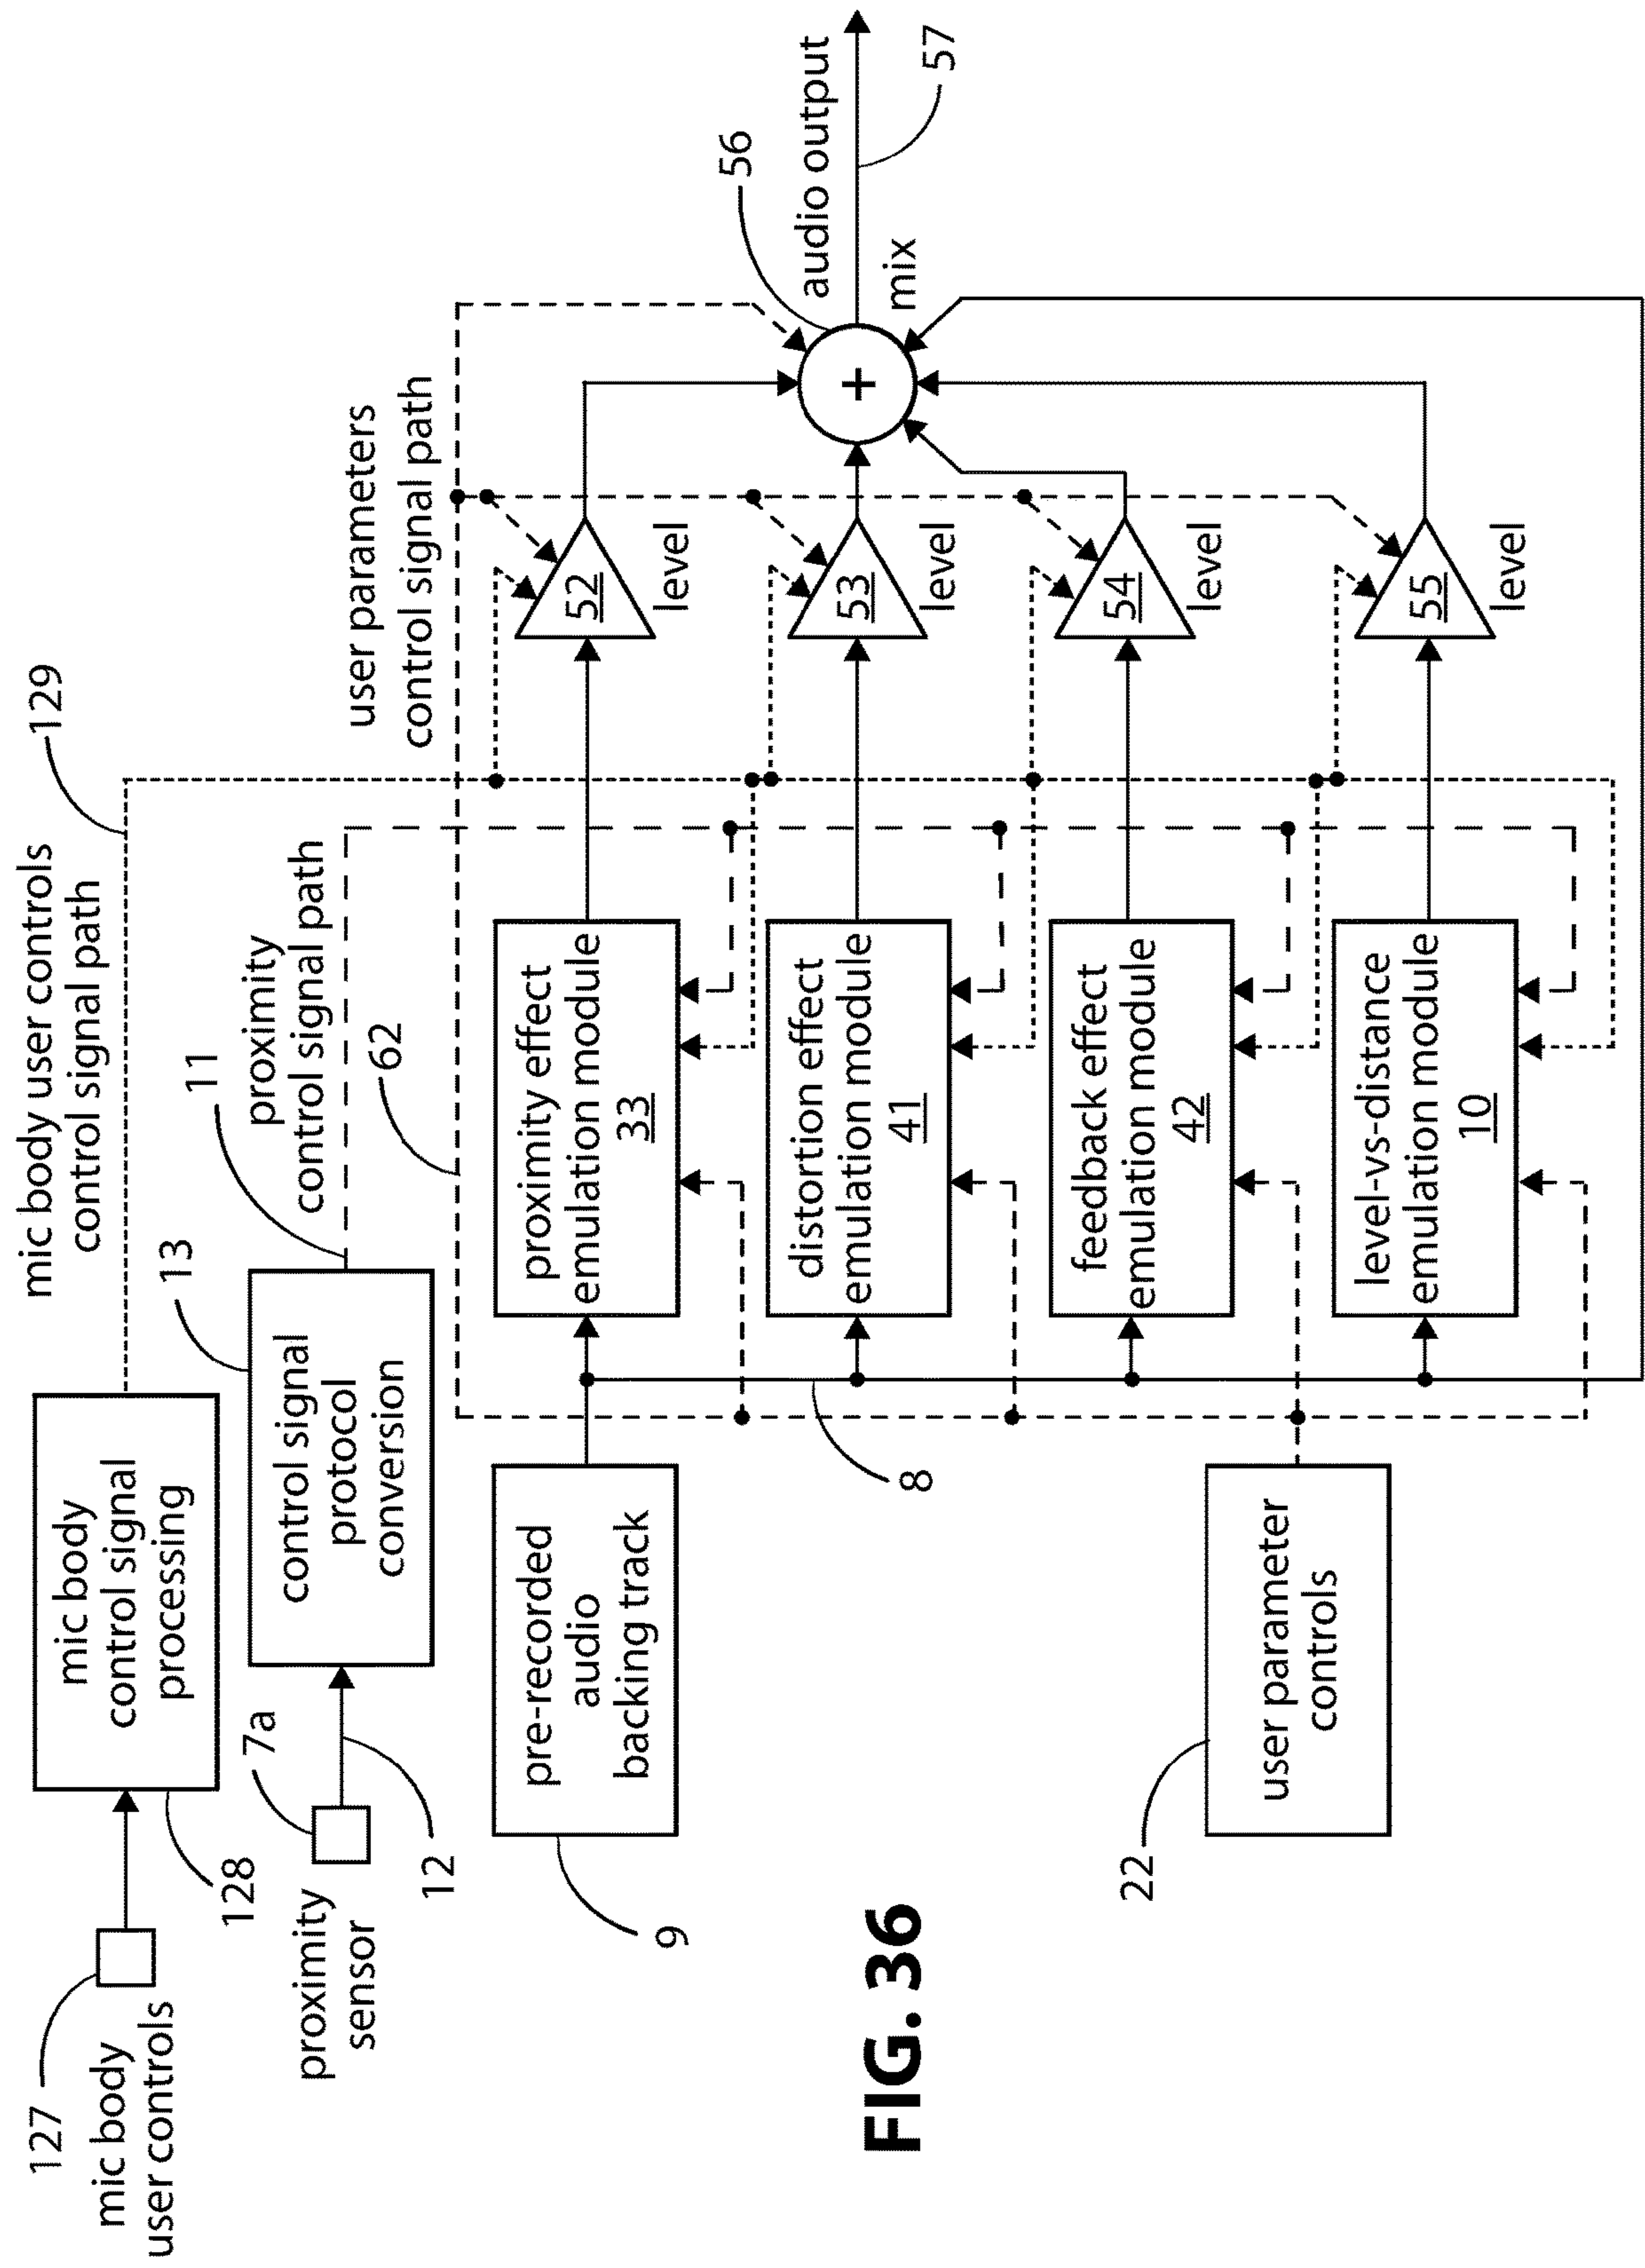 127
mic body
user controls
128
mic body
control signal
processing
129
mic body user controls
control signal path
proximity
sensor
7a
12
13
control signal
protocol
conversion
11
proximity
control signal path
62
user parameters
control signal path
9
pre-recorded
audio
backing track
8
proximity effect
emulation module
33
52
level
distortion effect
emulation module
41
53
level
feedback effect
emulation module
42
54
level
level-vs-distance
emulation module
10
55
level
22
user parameter
controls
56
+
mix
audio output
57
FIG. 36